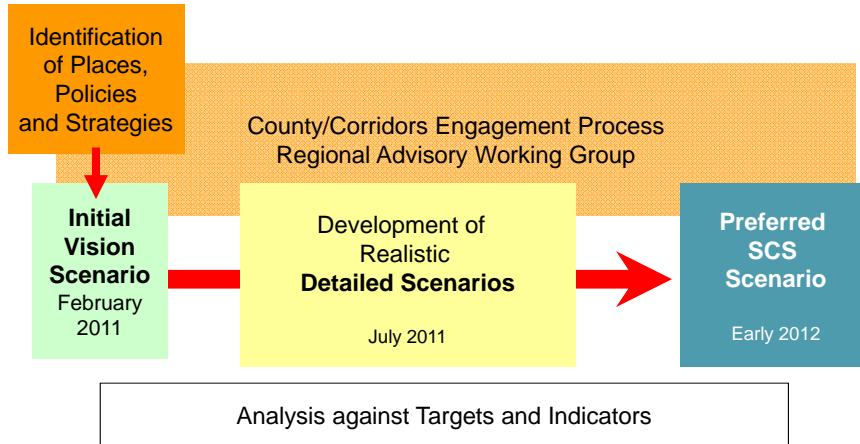 Identification
of Places,
Policies
and Strategies
County/Corridors Engagement Process
Regional Advisory Working Group
Initial
Vision
Scenario
February
2011
Development of
Realistic
Detailed Scenarios
July 2011
Preferred
SCS
Scenario
Early 2012
Analysis against Targets and Indicators